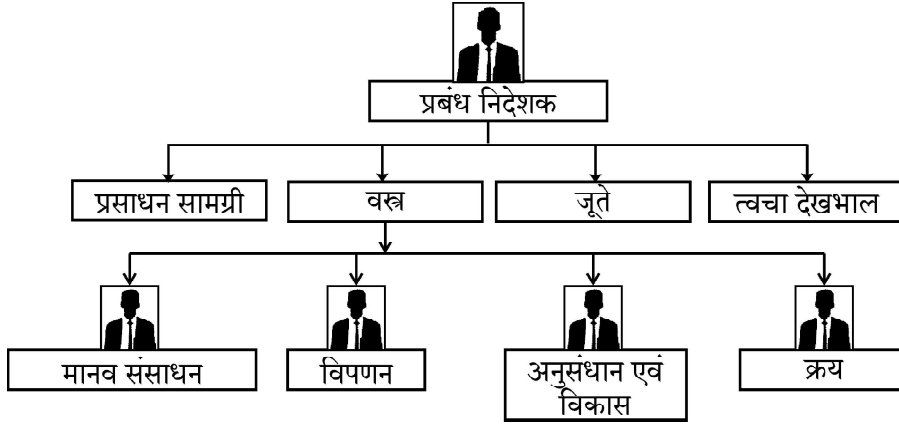 प्रबंध निदेशक
प्रसाधन सामग्री
वस्त्र
जूते
त्वचा देखभाल
मानव संसाधन
विपणन
अनुसंधान एवं
विकास
क्रय